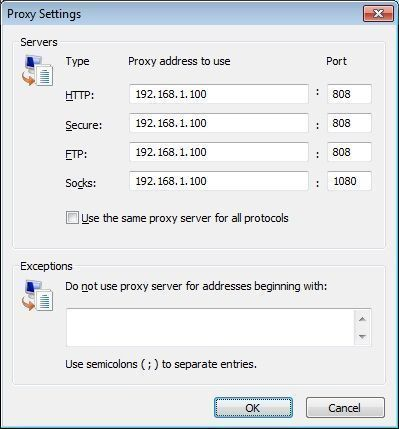 Proxy Settings
Servers
Type Proxy address to use Port
HTTP: 192.168.1.100 : 808
Secure: 192.168.1.100 : 808
FTP: 192.168.1.100 : 808
Socks: 192.168.1.100 : 1080
Use the same proxy server for all protocols
Exceptions
Do not use proxy server for addresses beginning with:
Use semicolons ( ; ) to separate entries.
OK Cancel